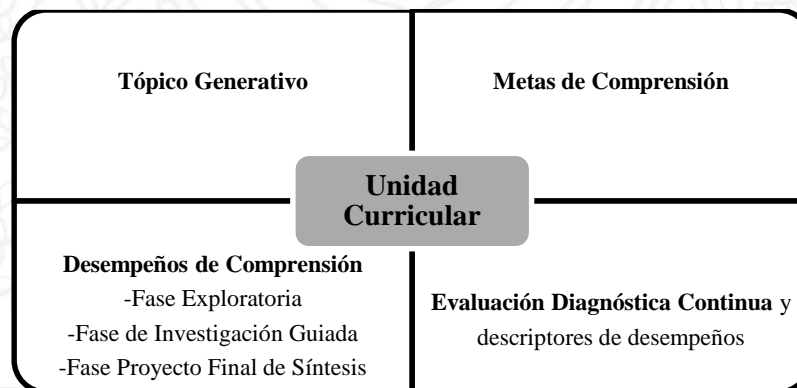 Tópico Generativo
Metas de Comprensión
Unidad
Curricular
Desempeños de Comprensión
-Fase Exploratoria
-Fase de Investigación Guiada
-Fase Proyecto Final de Síntesis
Evaluación Diagnóstica Continua y
descriptores de desempeños